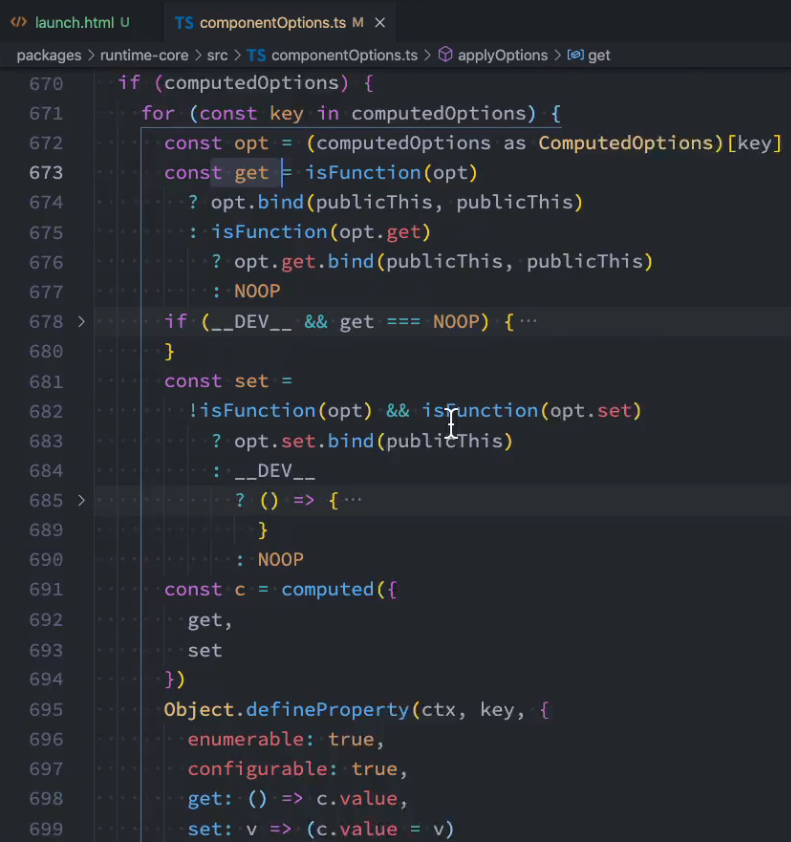 launch.html U TS componentOptions.ts M ×
packages > runtime-core > src > TS componentOptions.ts > applyOptions > get
670 if (computedOptions) {
671 for (const key in computedOptions) {
672 const opt = (computedOptions as ComputedOptions)[key]
673 const get = isFunction(opt)
674 ? opt.bind(publicThis, publicThis)
675 : isFunction(opt.get)
676 ? opt.get.bind(publicThis, publicThis)
677 : NOOP
678 > if (__DEV__ && get === NOOP) { ···
680 }
681 const set =
682 !isFunction(opt) && isFunction(opt.set)
683 ? opt.set.bind(publicThis)
684 : __DEV__
685 > ? () => { ···
689 }
690 : NOOP
691 const c = computed({
692 get,
693 set
694 })
695 Object.defineProperty(ctx, key, {
696 enumerable: true,
697 configurable: true,
698 get: () => c.value,
699 set: v => (c.value = v)